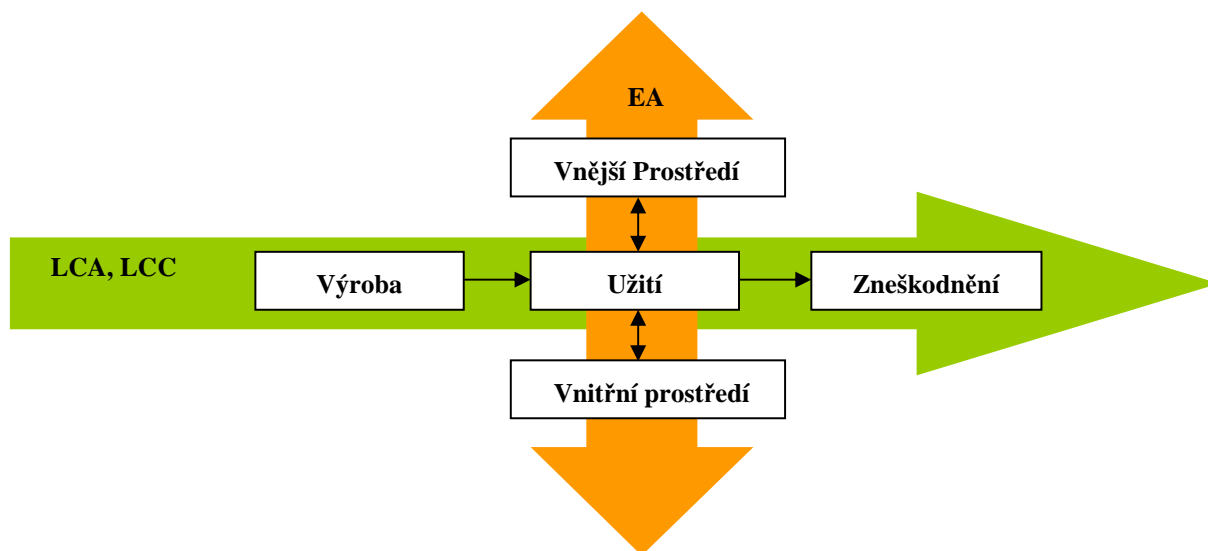 EA
Vnější Prostředí
LCA, LCC
Výroba
Užití
Zneškodnění
Vnitřní prostředí